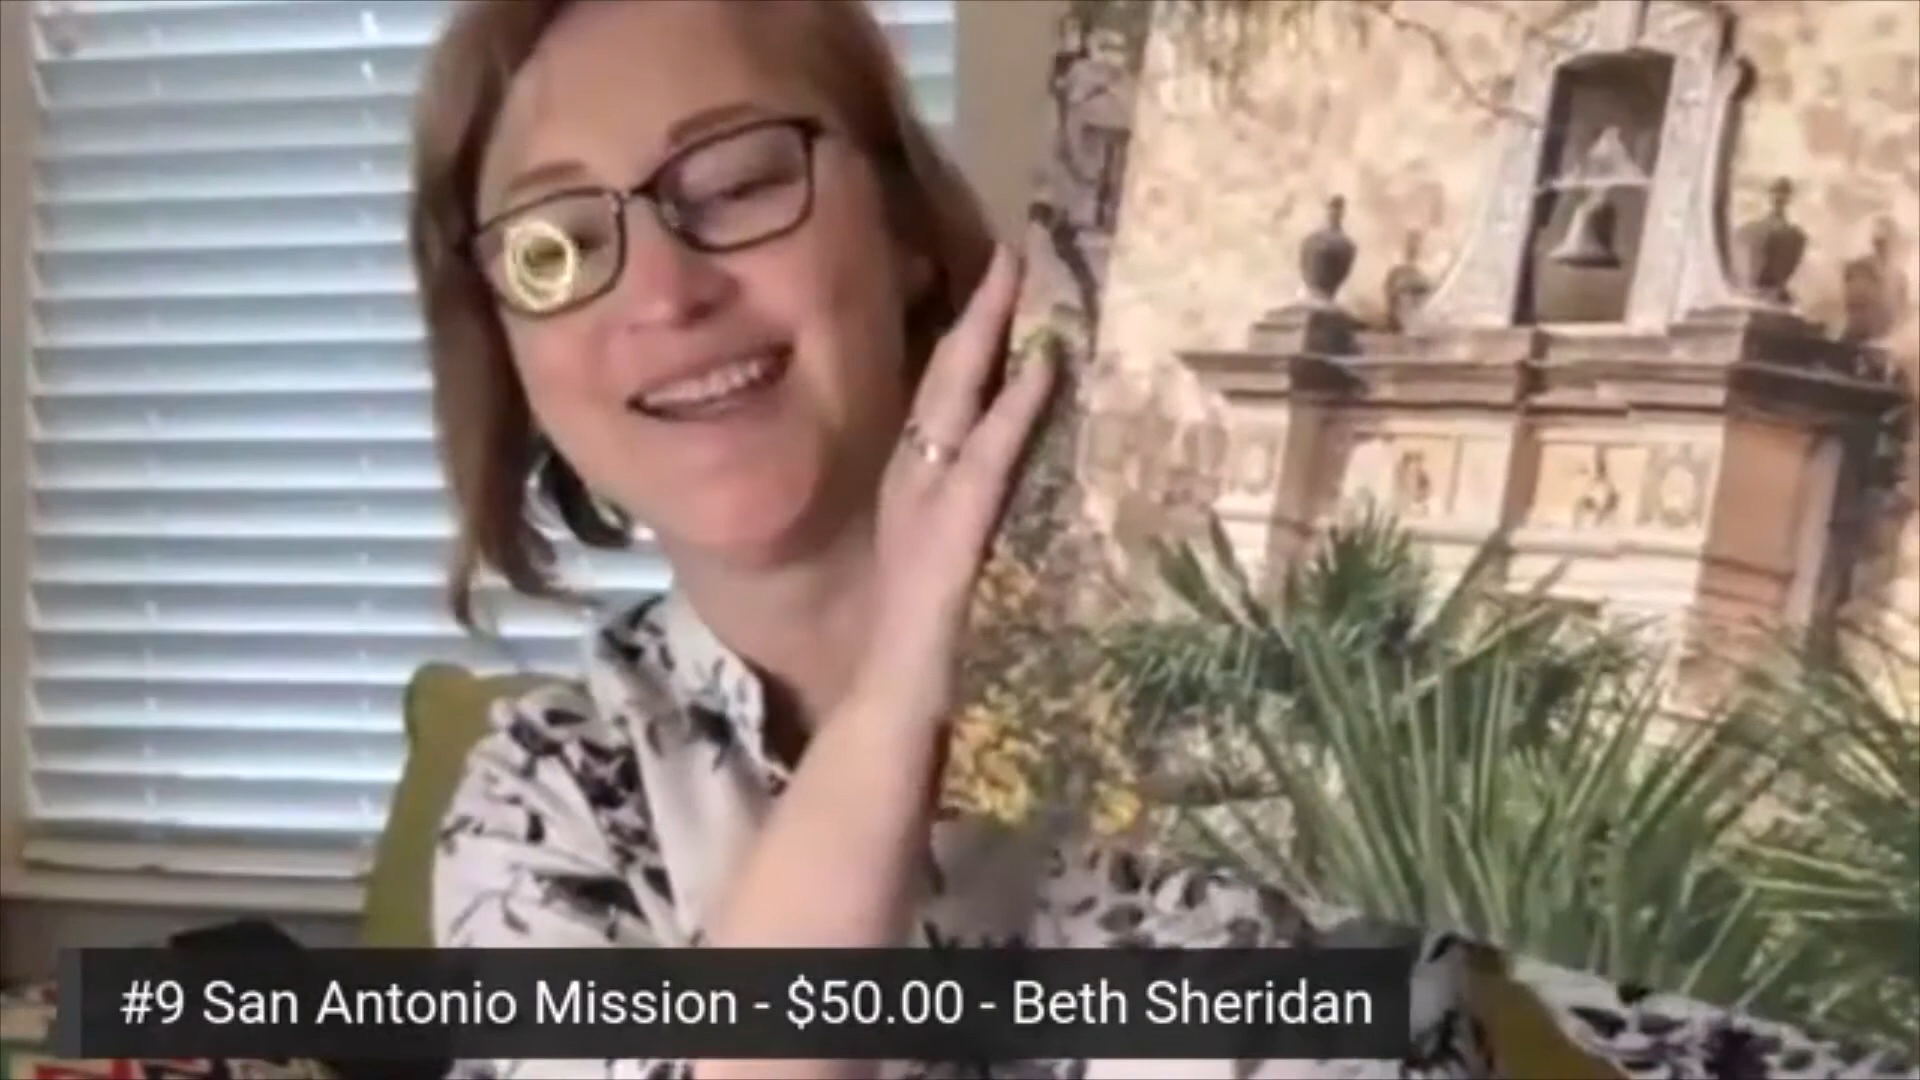 #9 San Antonio Mission - $50.00 - Beth Sheridan